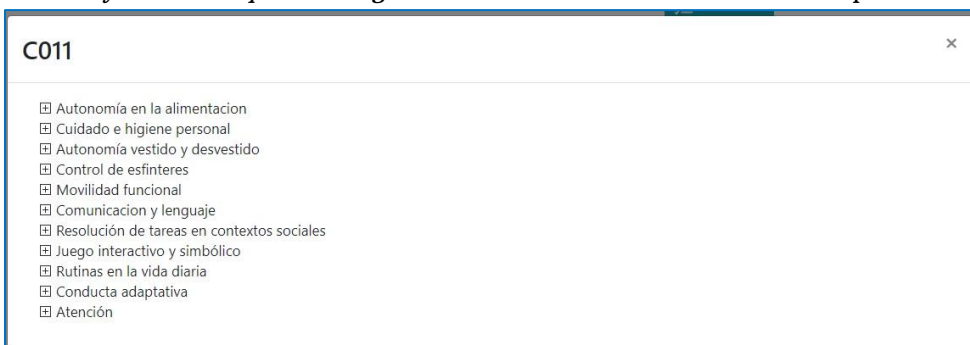 C011
×
Autonomía en la alimentacion
Cuidado e higiene personal
Autonomía vestido y desvestido
Control de esfinteres
Movilidad funcional
Comunicacion y lenguaje
Resolución de tareas en contextos sociales
Juego interactivo y simbólico
Rutinas en la vida diaria
Conducta adaptativa
Atención